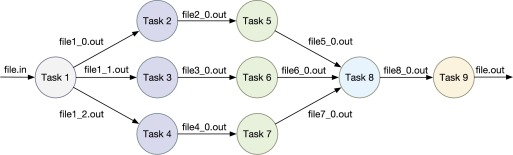 Task 2
file2_0.out
Task 5
file1_0.out
file5_0.out
file.in
Task 1
file1_1.out
Task 3
file3_0.out
Task 6
file6_0.out
Task 8
file8_0.out
Task 9
file.out
file1_2.out
file7_0.out
Task 4
file4_0.out
Task 7